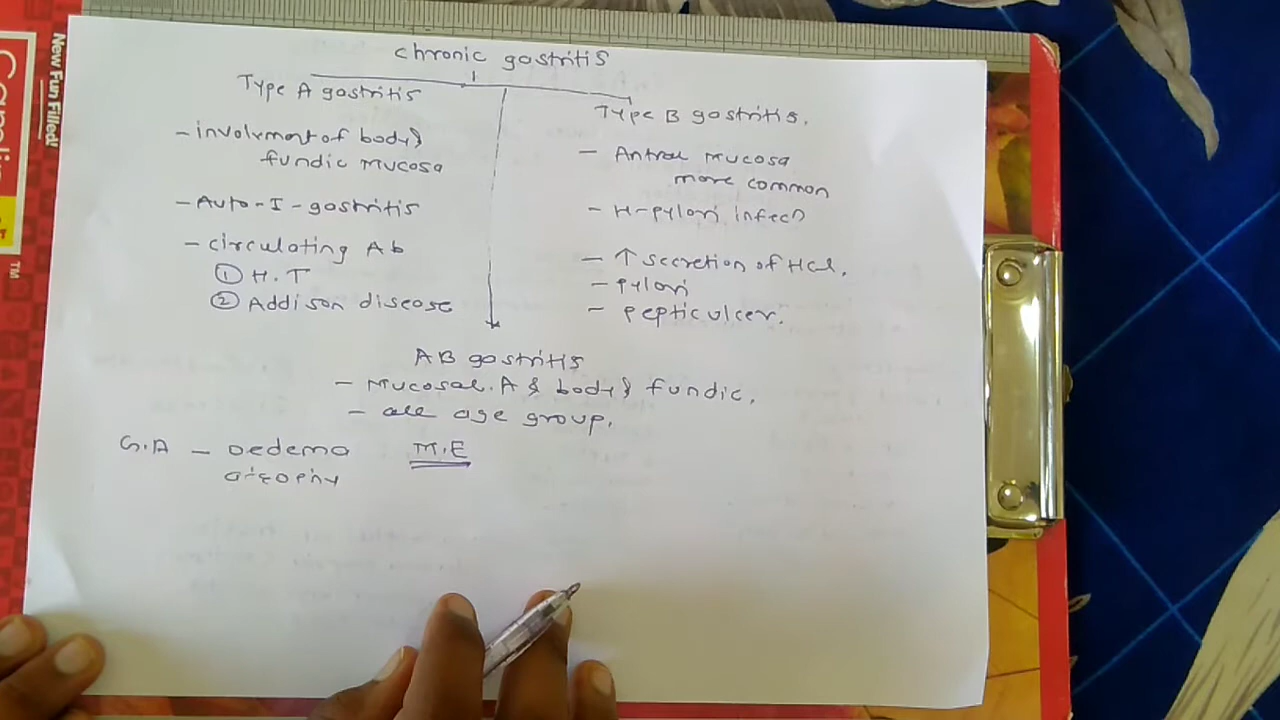 chronic gastritis
Type A gastritis
- involvment of body &
fundic Mucosa
- Auto-I-gastritis
- circulating Ab
① H.T
② Addison disease
Type B gastritis.
- Antral Mucosa
more common
- H-pylori infecn
- ↑ secretion of HCl.
- pylori
- peptic ulcer.
AB gastritis
- Mucosal. A & body & fundic.
- all age group.
G.A - oedema
atrophy
M.E
New Fun Filled!
TM